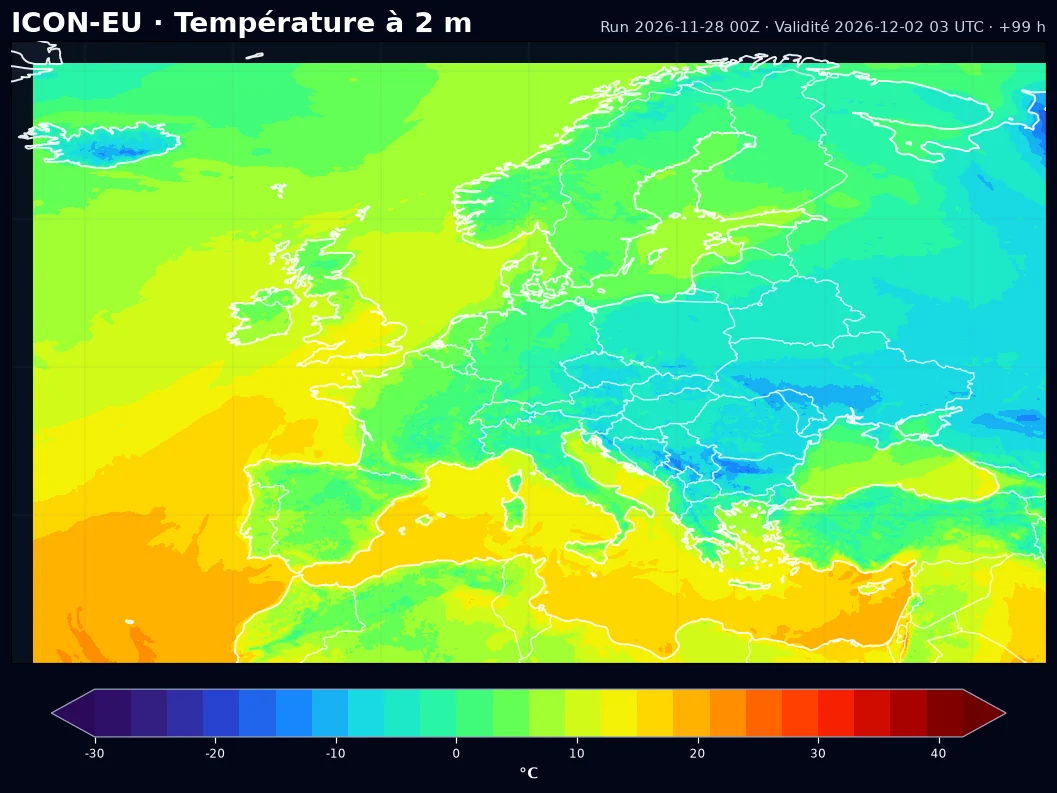 ICON-EU · Température à 2 m
Run 2026-11-28 00Z · Validité 2026-12-02 03 UTC · +99 h
-30 -20 -10 0 10 20 30 40
°C